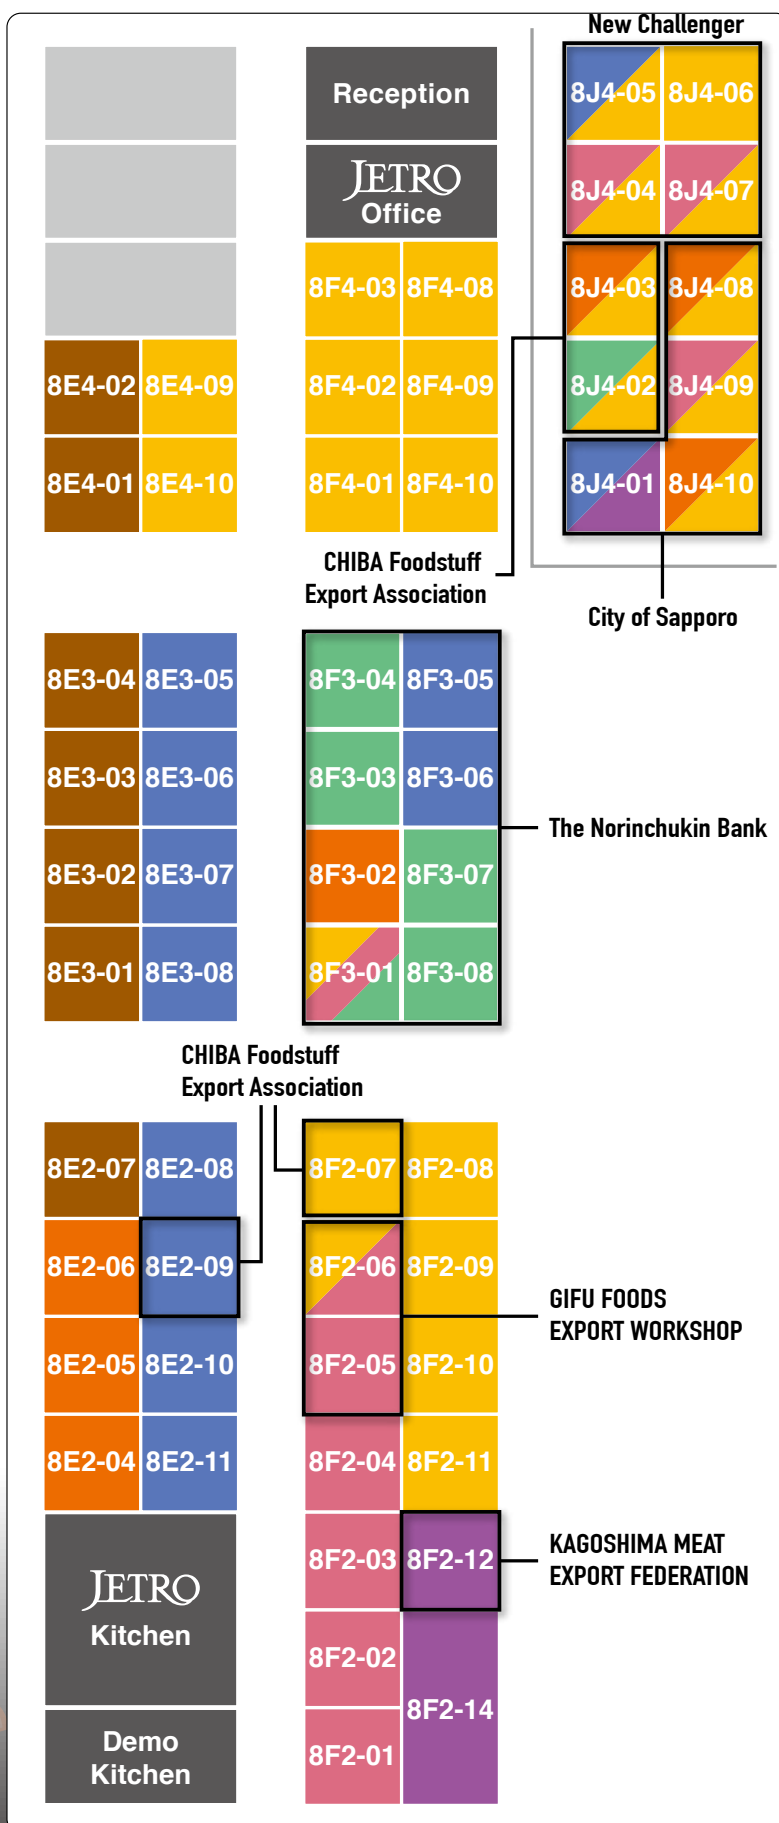 New Challenger
Reception
8J4-05 8J4-06
JETRO
Office
8J4-04 8J4-07
8F4-03 8F4-08
8J4-03 8J4-08
8E4-02 8E4-09
8F4-02 8F4-09
8J4-02 8J4-09
8E4-01 8E4-10
8F4-01 8F4-10
8J4-01 8J4-10
CHIBA Foodstuff
Export Association
City of Sapporo
8E3-04 8E3-05
8F3-04 8F3-05
8E3-03 8E3-06
8F3-03 8F3-06
The Norinchukin Bank
8E3-02 8E3-07
8F3-02 8F3-07
8E3-01 8E3-08
8F3-01 8F3-08
CHIBA Foodstuff
Export Association
8E2-07 8E2-08
8F2-07 8F2-08
8E2-06 8E2-09
8F2-06 8F2-09
GIFU FOODS
EXPORT WORKSHOP
8E2-05 8E2-10
8F2-05 8F2-10
8E2-04 8E2-11
8F2-04 8F2-11
JETRO
Kitchen
8F2-03 8F2-12
KAGOSHIMA MEAT
EXPORT FEDERATION
8F2-02
8F2-14
Demo
Kitchen
8F2-01